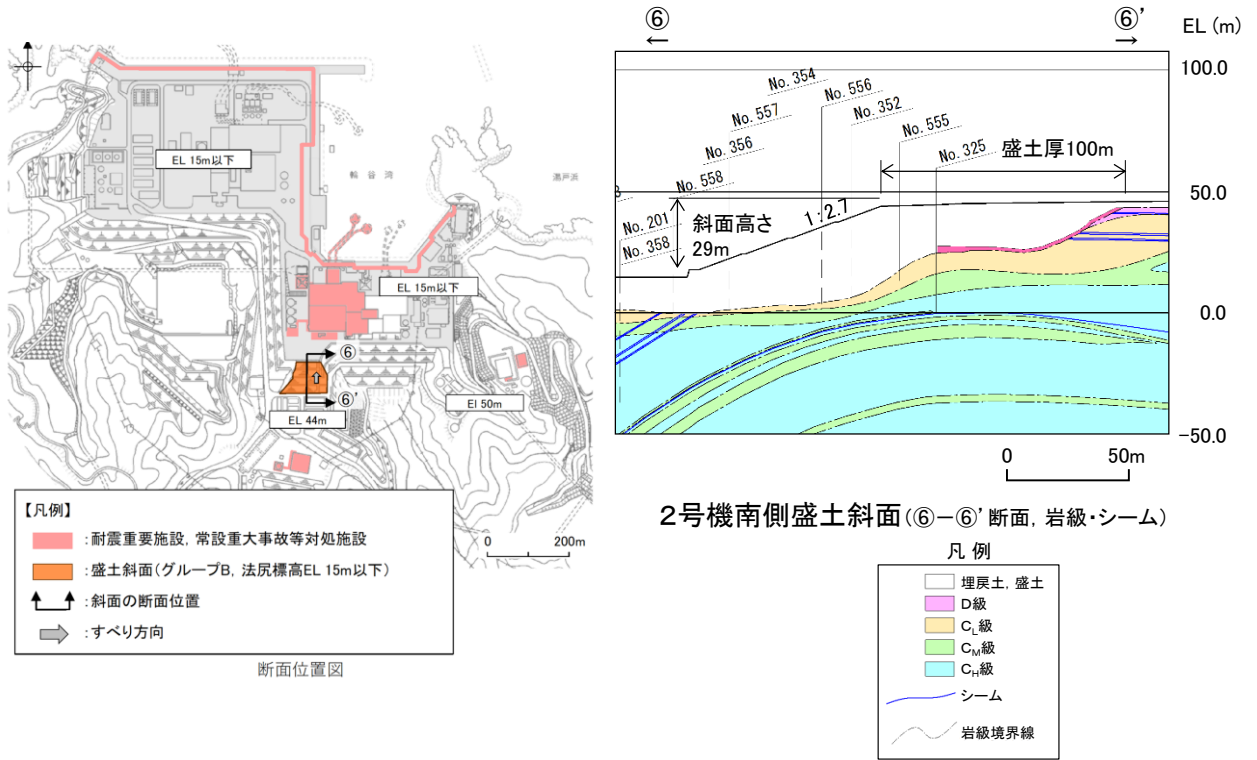 EL 15m以下
輪谷湾
瀬戸浜
EL 15m以下
⑥
⑥’
EL 44m
El 50m
0 200m
【凡例】
：耐震重要施設，常設重大事故等対処施設
：盛土斜面（グループB，法尻標高EL 15m以下）
：斜面の断面位置
：すべり方向
断面位置図
⑥ ⑥’
EL（m）
100.0
50.0
0.0
-50.0
No. 354
No. 556
No. 557
No. 352
No. 356
No. 555
No. 558
No. 325
3
No. 201
No. 358
盛土厚100m
斜面高さ
29m
1：2.7
0 50m
２号機南側盛土斜面（⑥－⑥’断面，岩級・シーム）
凡 例
埋戻土，盛土
D級
CL級
CM級
CH級
シーム
岩級境界線